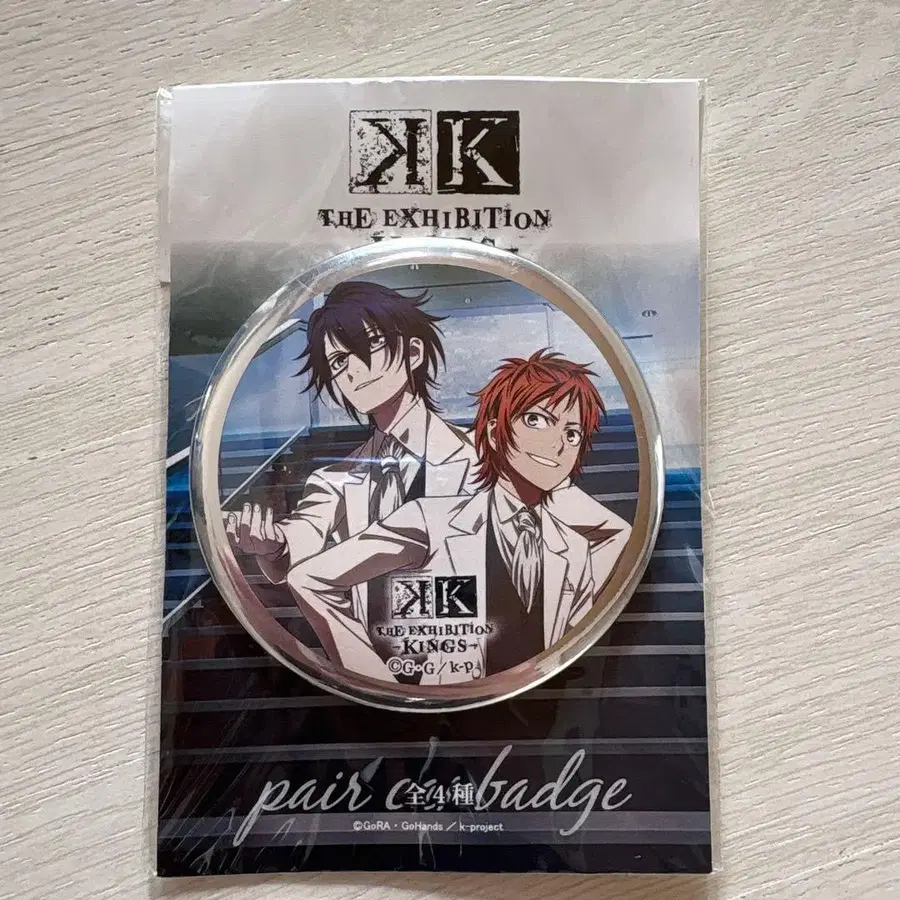 K K
THE EXHIBITION
K K
THE EXHIBITION
-KINGS-
©G・G/k-p
pair badge
全4種
©GoRA・GoHands / k-project